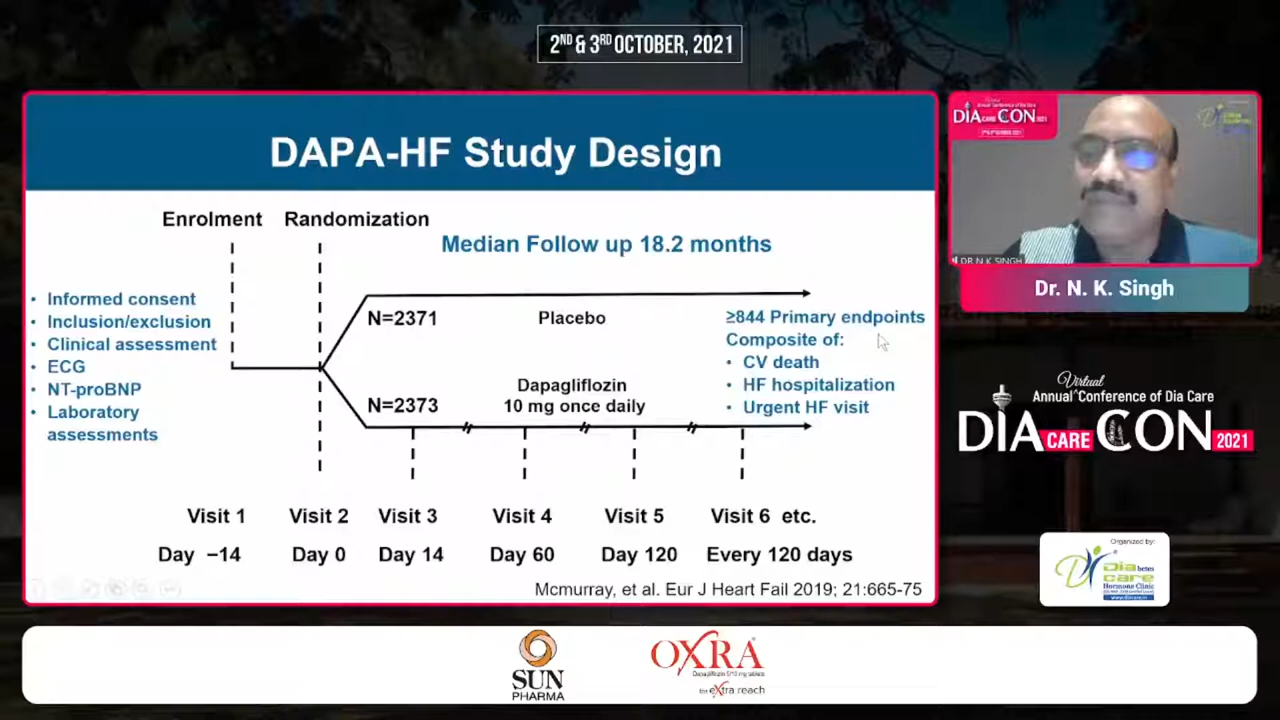 2ND & 3RD OCTOBER, 2021
DAPA-HF Study Design
Enrolment Randomization
Median Follow up 18.2 months
• Informed consent
• Inclusion/exclusion
• Clinical assessment
• ECG
• NT-proBNP
• Laboratory
assessments
N=2371
Placebo
N=2373
Dapagliflozin
10 mg once daily
≥844 Primary endpoints
Composite of:
• CV death
• HF hospitalization
• Urgent HF visit
Visit 1 Visit 2 Visit 3 Visit 4 Visit 5 Visit 6 etc.
Day −14 Day 0 Day 14 Day 60 Day 120 Every 120 days
Mcmurray, et al. Eur J Heart Fail 2019; 21:665-75
DIA CARE CON 2021
DR N K SINGH
Dr. N. K. Singh
Virtual
Annual Conference of Dia Care
DIA CARE CON 2021
Organized by:
Diabetes
care
Hormone Clinic
SUN
PHARMA
OXRA
Dapagliflozin 5/10 mg tablets
the eXtra reach